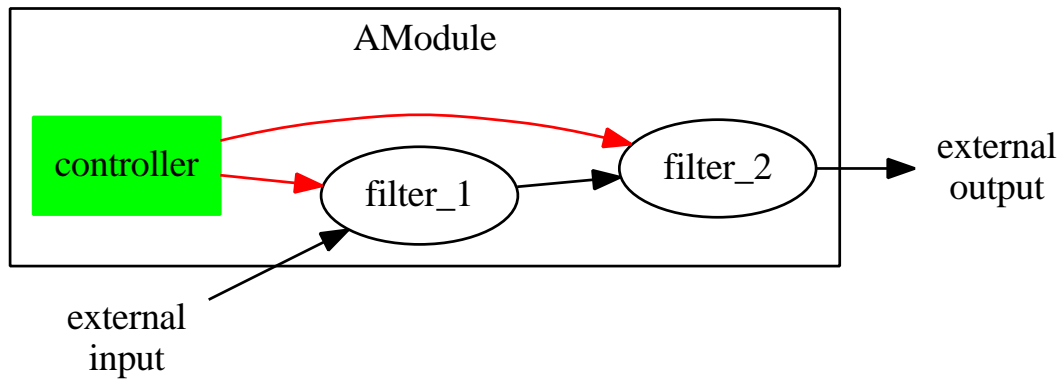 AModule
controller
filter_1
filter_2
external
output
external
input